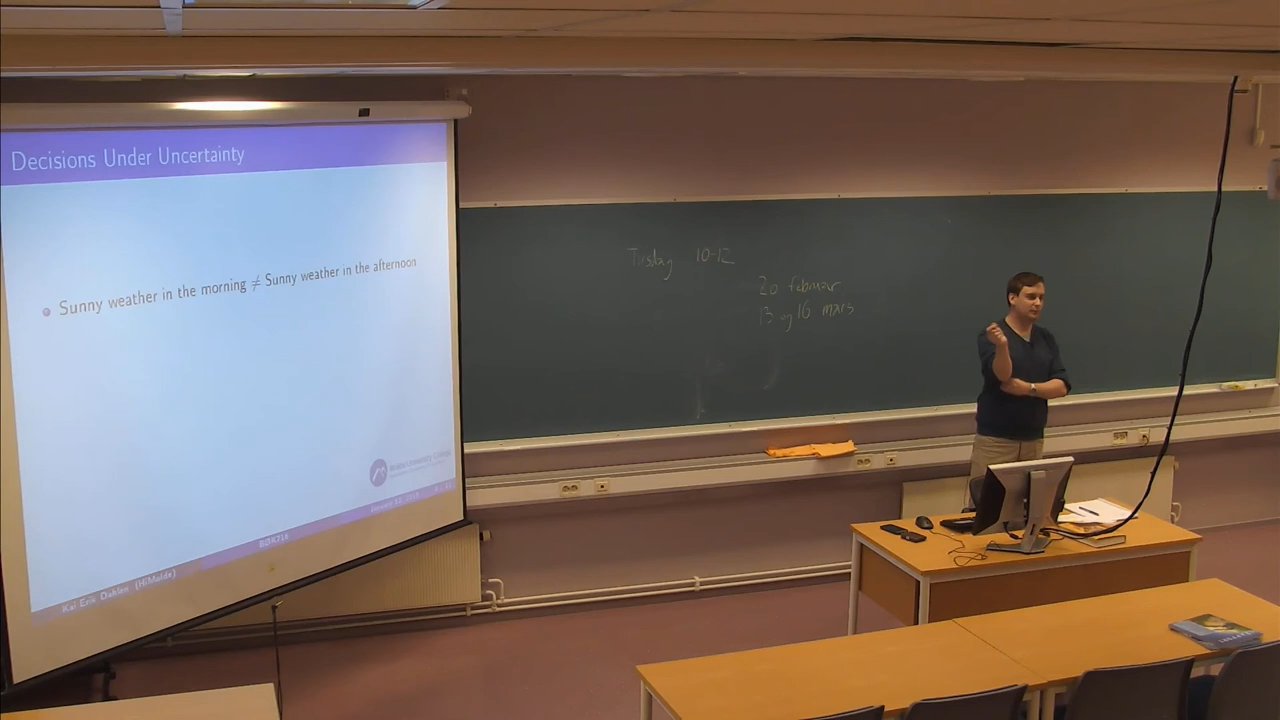 Decisions Under Uncertainty
Sunny weather in the morning ≠ Sunny weather in the afternoon
Kai Erik Dahlen (HiMolde)
BØK710
Tirsdag 10-12
20 februar
13 og 16 mars